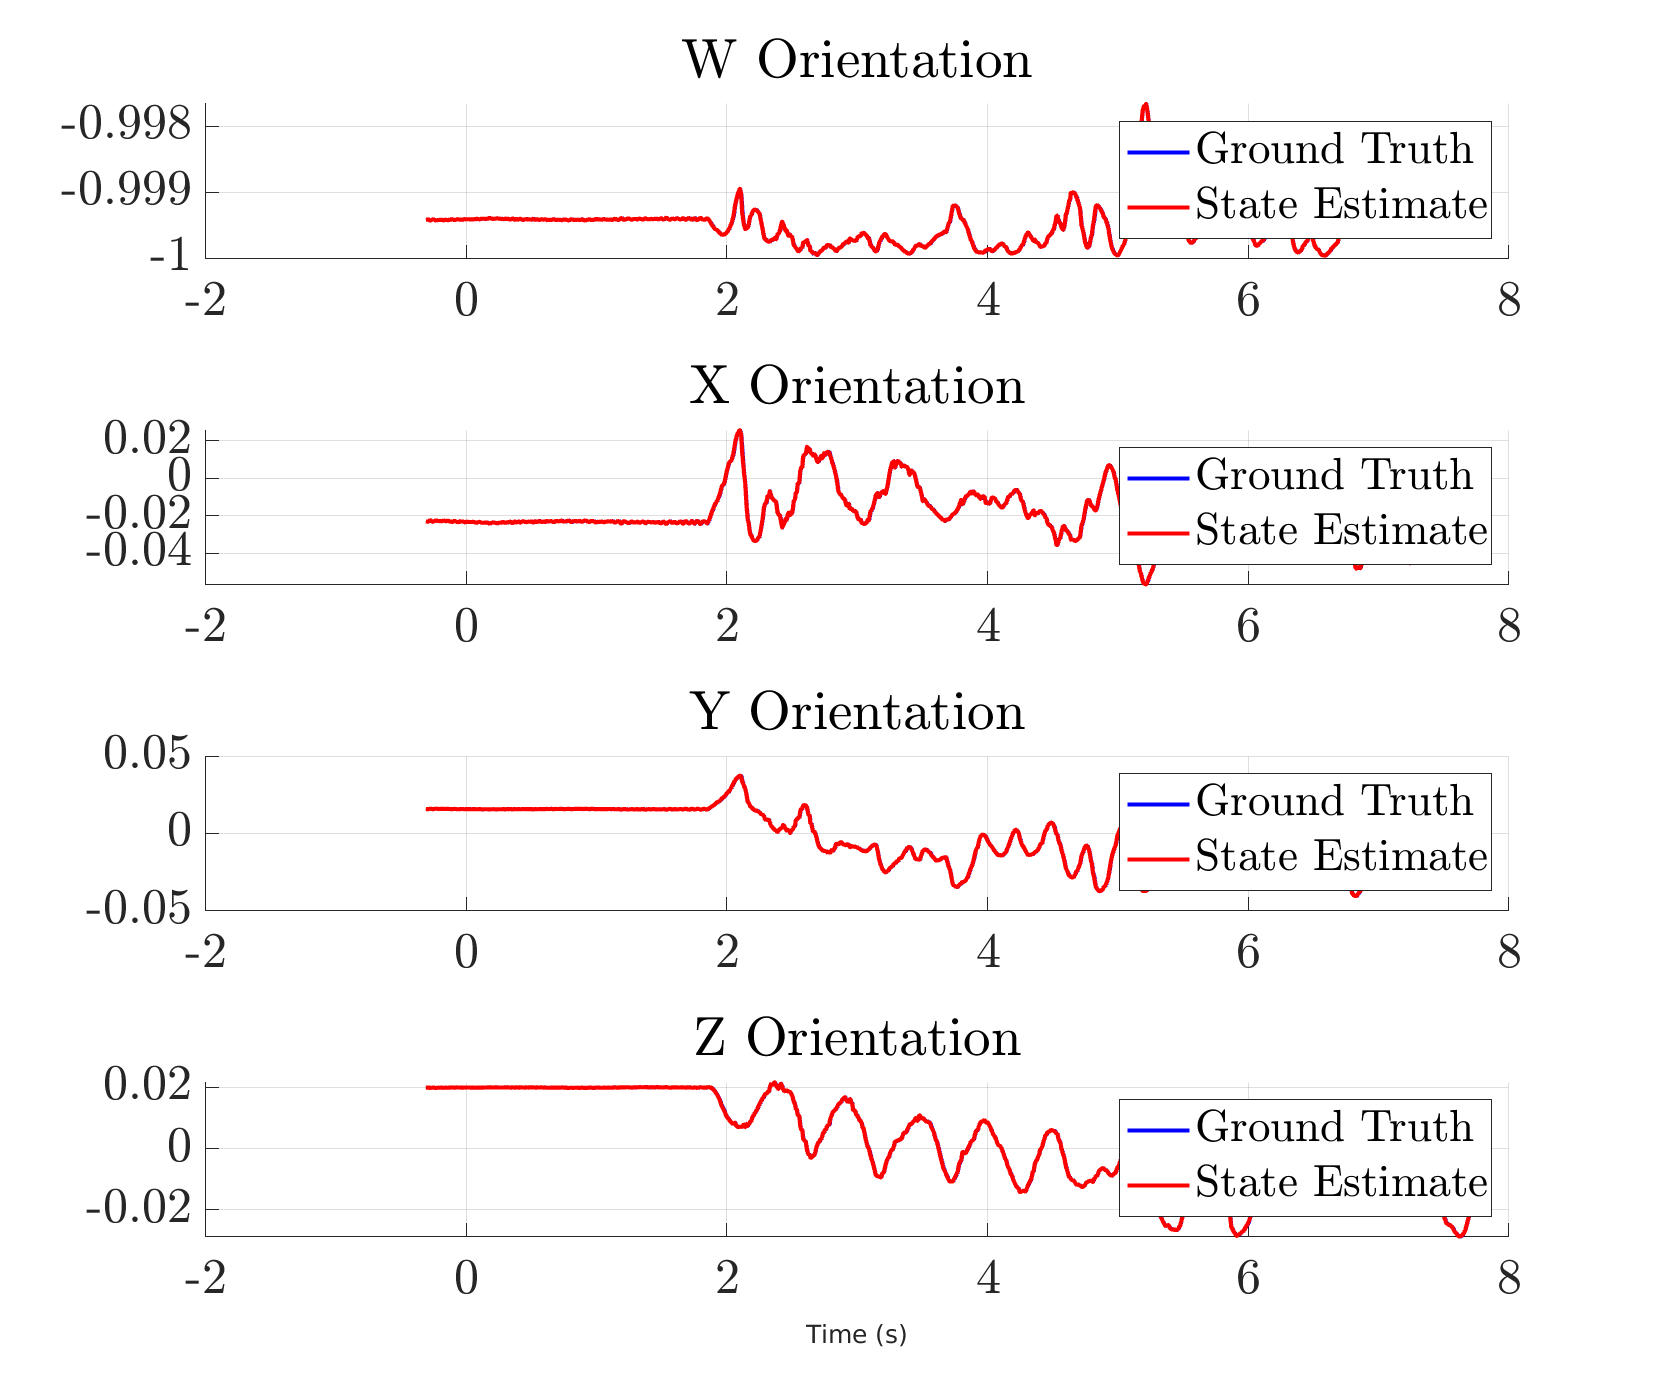 W Orientation
-0.998
-0.999
-1
Ground Truth
State Estimate
-2 0 2 4 6 8
X Orientation
0.02
0
-0.02
-0.04
Ground Truth
State Estimate
-2 0 2 4 6 8
Y Orientation
0.05
0
-0.05
Ground Truth
State Estimate
-2 0 2 4 6 8
Z Orientation
0.02
0
-0.02
Ground Truth
State Estimate
-2 0 2 4 6 8
Time (s)